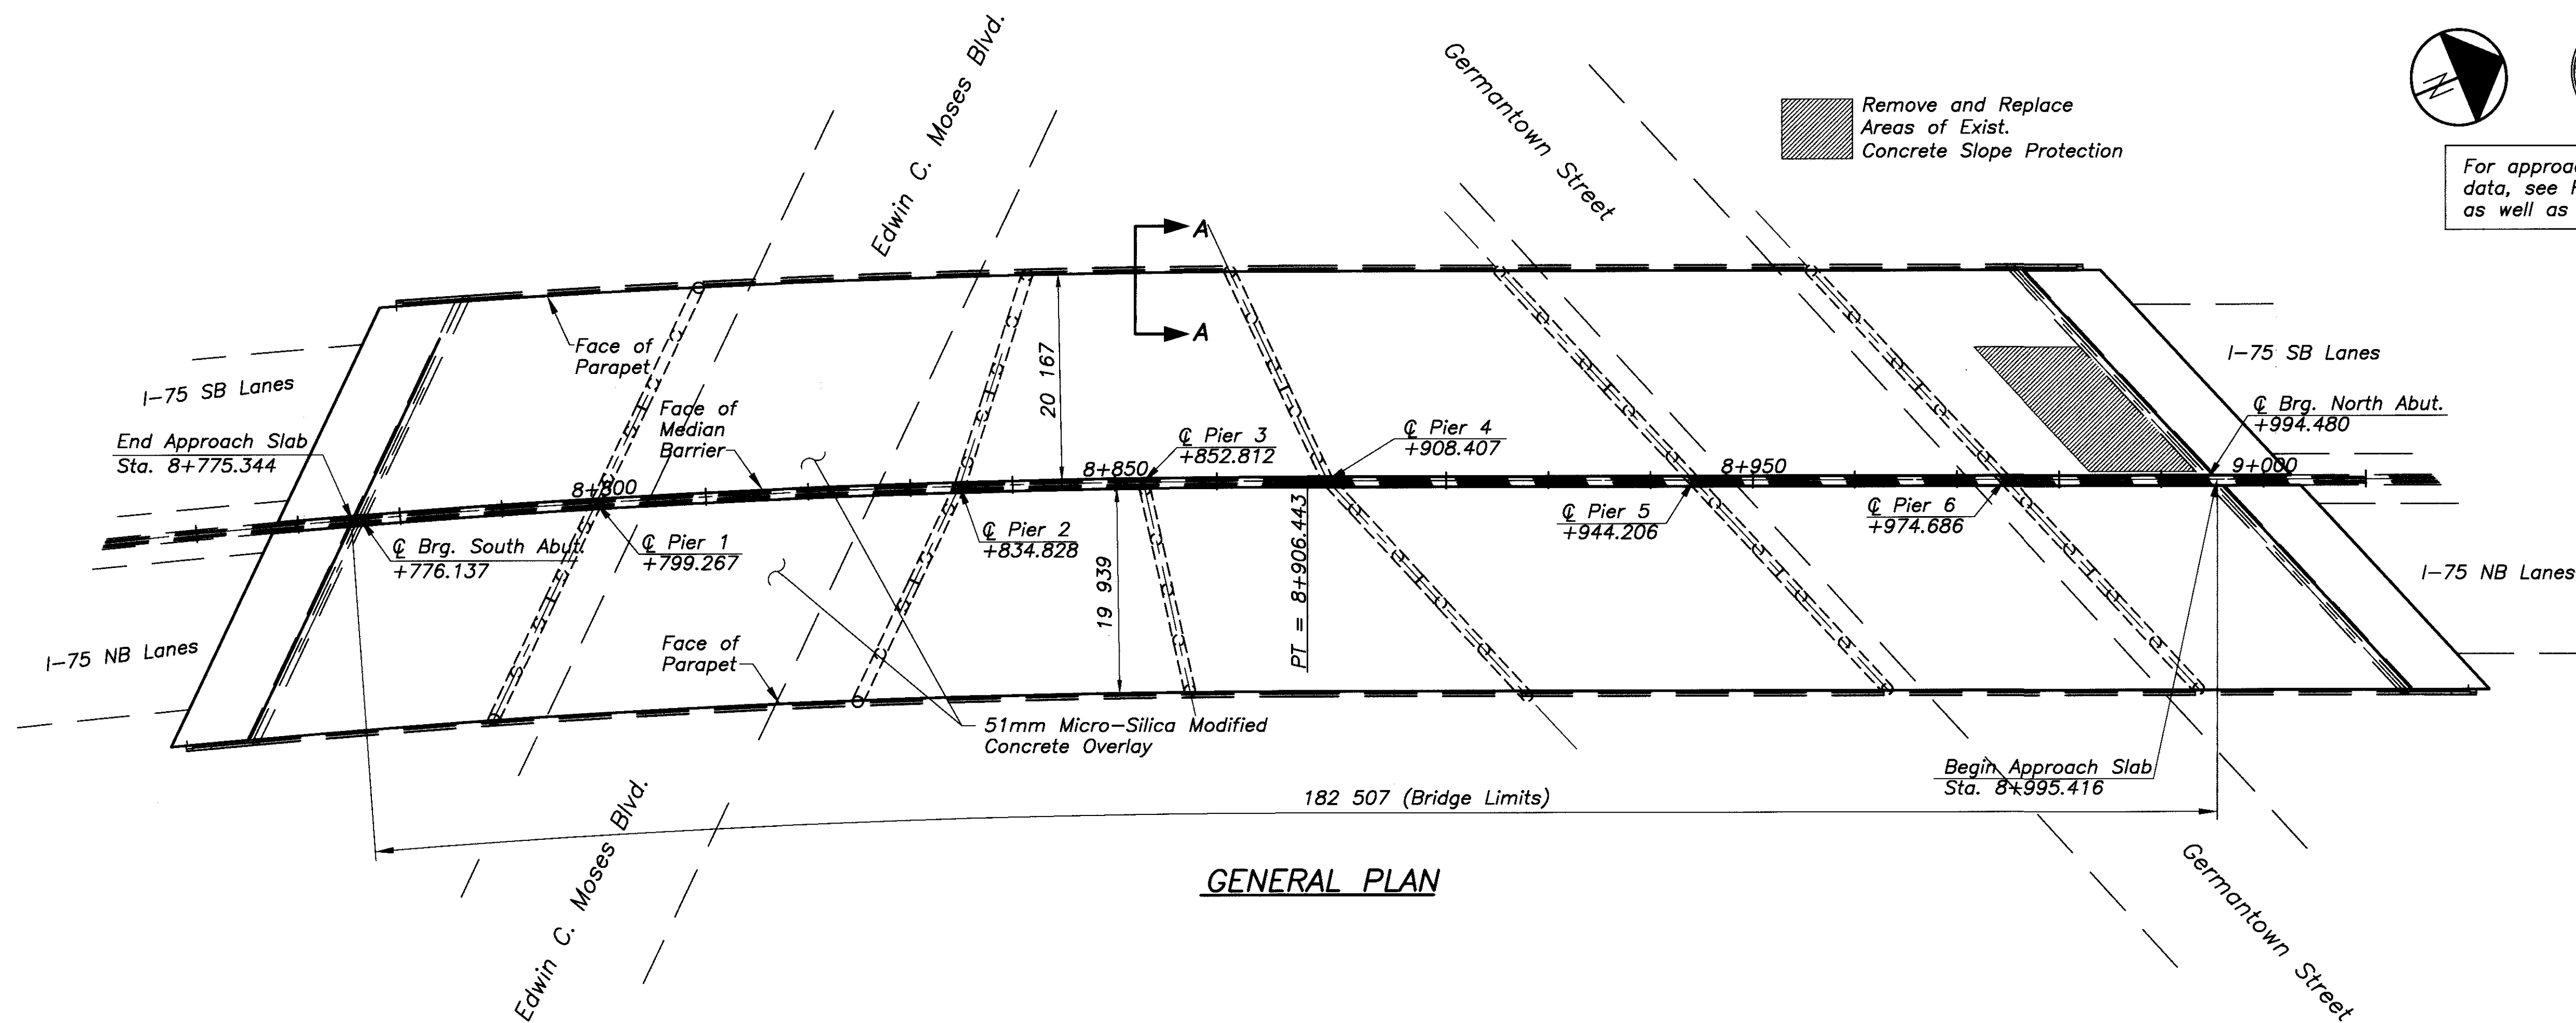 Edwin C. Moses Blvd.
Germantown Street
Remove and Replace
Areas of Exist.
Concrete Slope Protection
N
For approac
data, see
as well as
A
A
Face of
Parapet
20 167
I-75 SB Lanes
I-75 SB Lanes
Face of
Median
Barrier
℄ Pier 3
+852.812
℄ Pier 4
+908.407
℄ Brg. North Abut.
+994.480
End Approach Slab
Sta. 8+775.344
8+800
8+850
8+950
9+000
℄ Brg. South Abut.
+776.137
℄ Pier 1
+799.267
℄ Pier 2
+834.828
19 939
PT = 8+906.443
℄ Pier 5
+944.206
℄ Pier 6
+974.686
I-75 NB Lanes
I-75 NB Lanes
Face of
Parapet
51mm Micro-Silica Modified
Concrete Overlay
Begin Approach Slab
Sta. 8+995.416
182 507 (Bridge Limits)
Edwin C. Moses Blvd.
Germantown Street
GENERAL PLAN